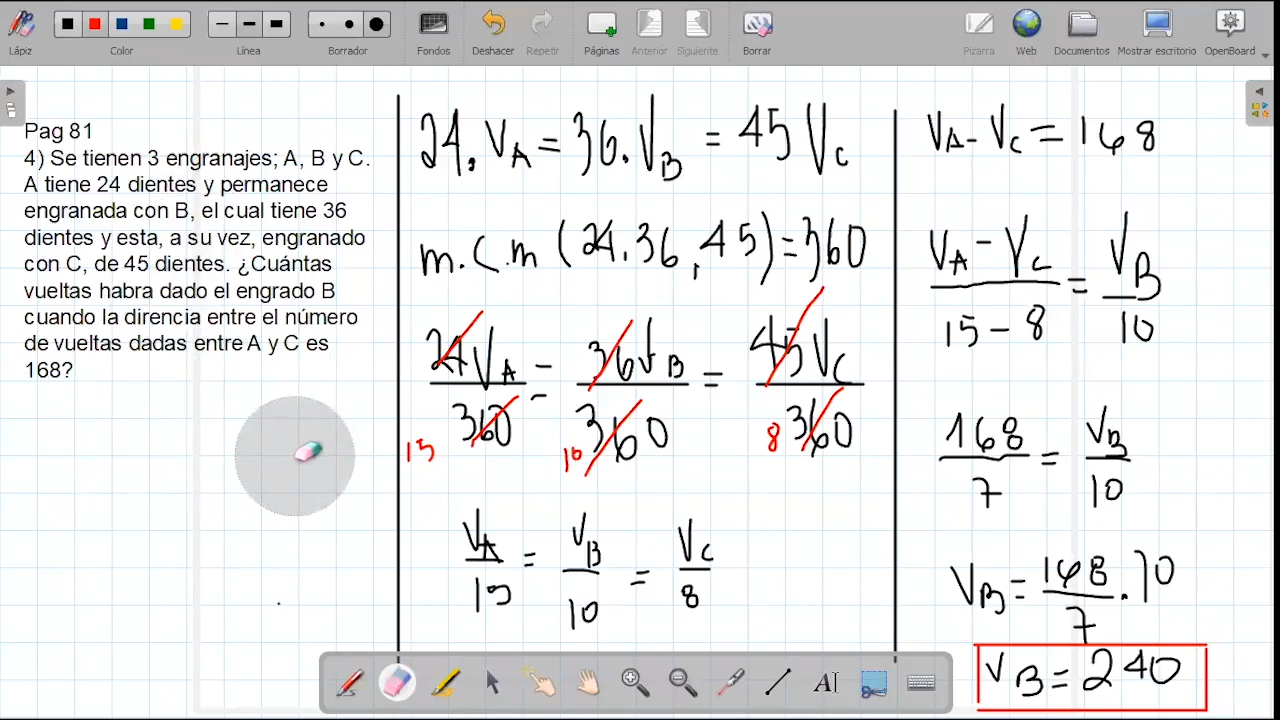 Lápiz
Color
Línea
Borrador
Fondos
Deshacer
Repetir
Páginas
Anterior
Siguiente
Borrar
Pizarra
Web
Documentos
Mostrar escritorio
OpenBoard
Pag 81
4) Se tienen 3 engranajes; A, B y C.
A tiene 24 dientes y permanece
engranada con B, el cual tiene 36
dientes y esta, a su vez, engranado
con C, de 45 dientes. ¿Cuántas
vueltas habra dado el engrado B
cuando la direncia entre el número
de vueltas dadas entre A y C es
168?
24. VA = 36. VB = 45 VC
m.c.m (24,36,45)=360
24VA/360 = 36VB/360 = 45VC/360
15 10 8
VA/15 = VB/10 = VC/8
VA - VC = 168
VA - VC/15 - 8 = VB/10
168/7 = VB/10
VB = 168/7 . 10
VB = 240
AI